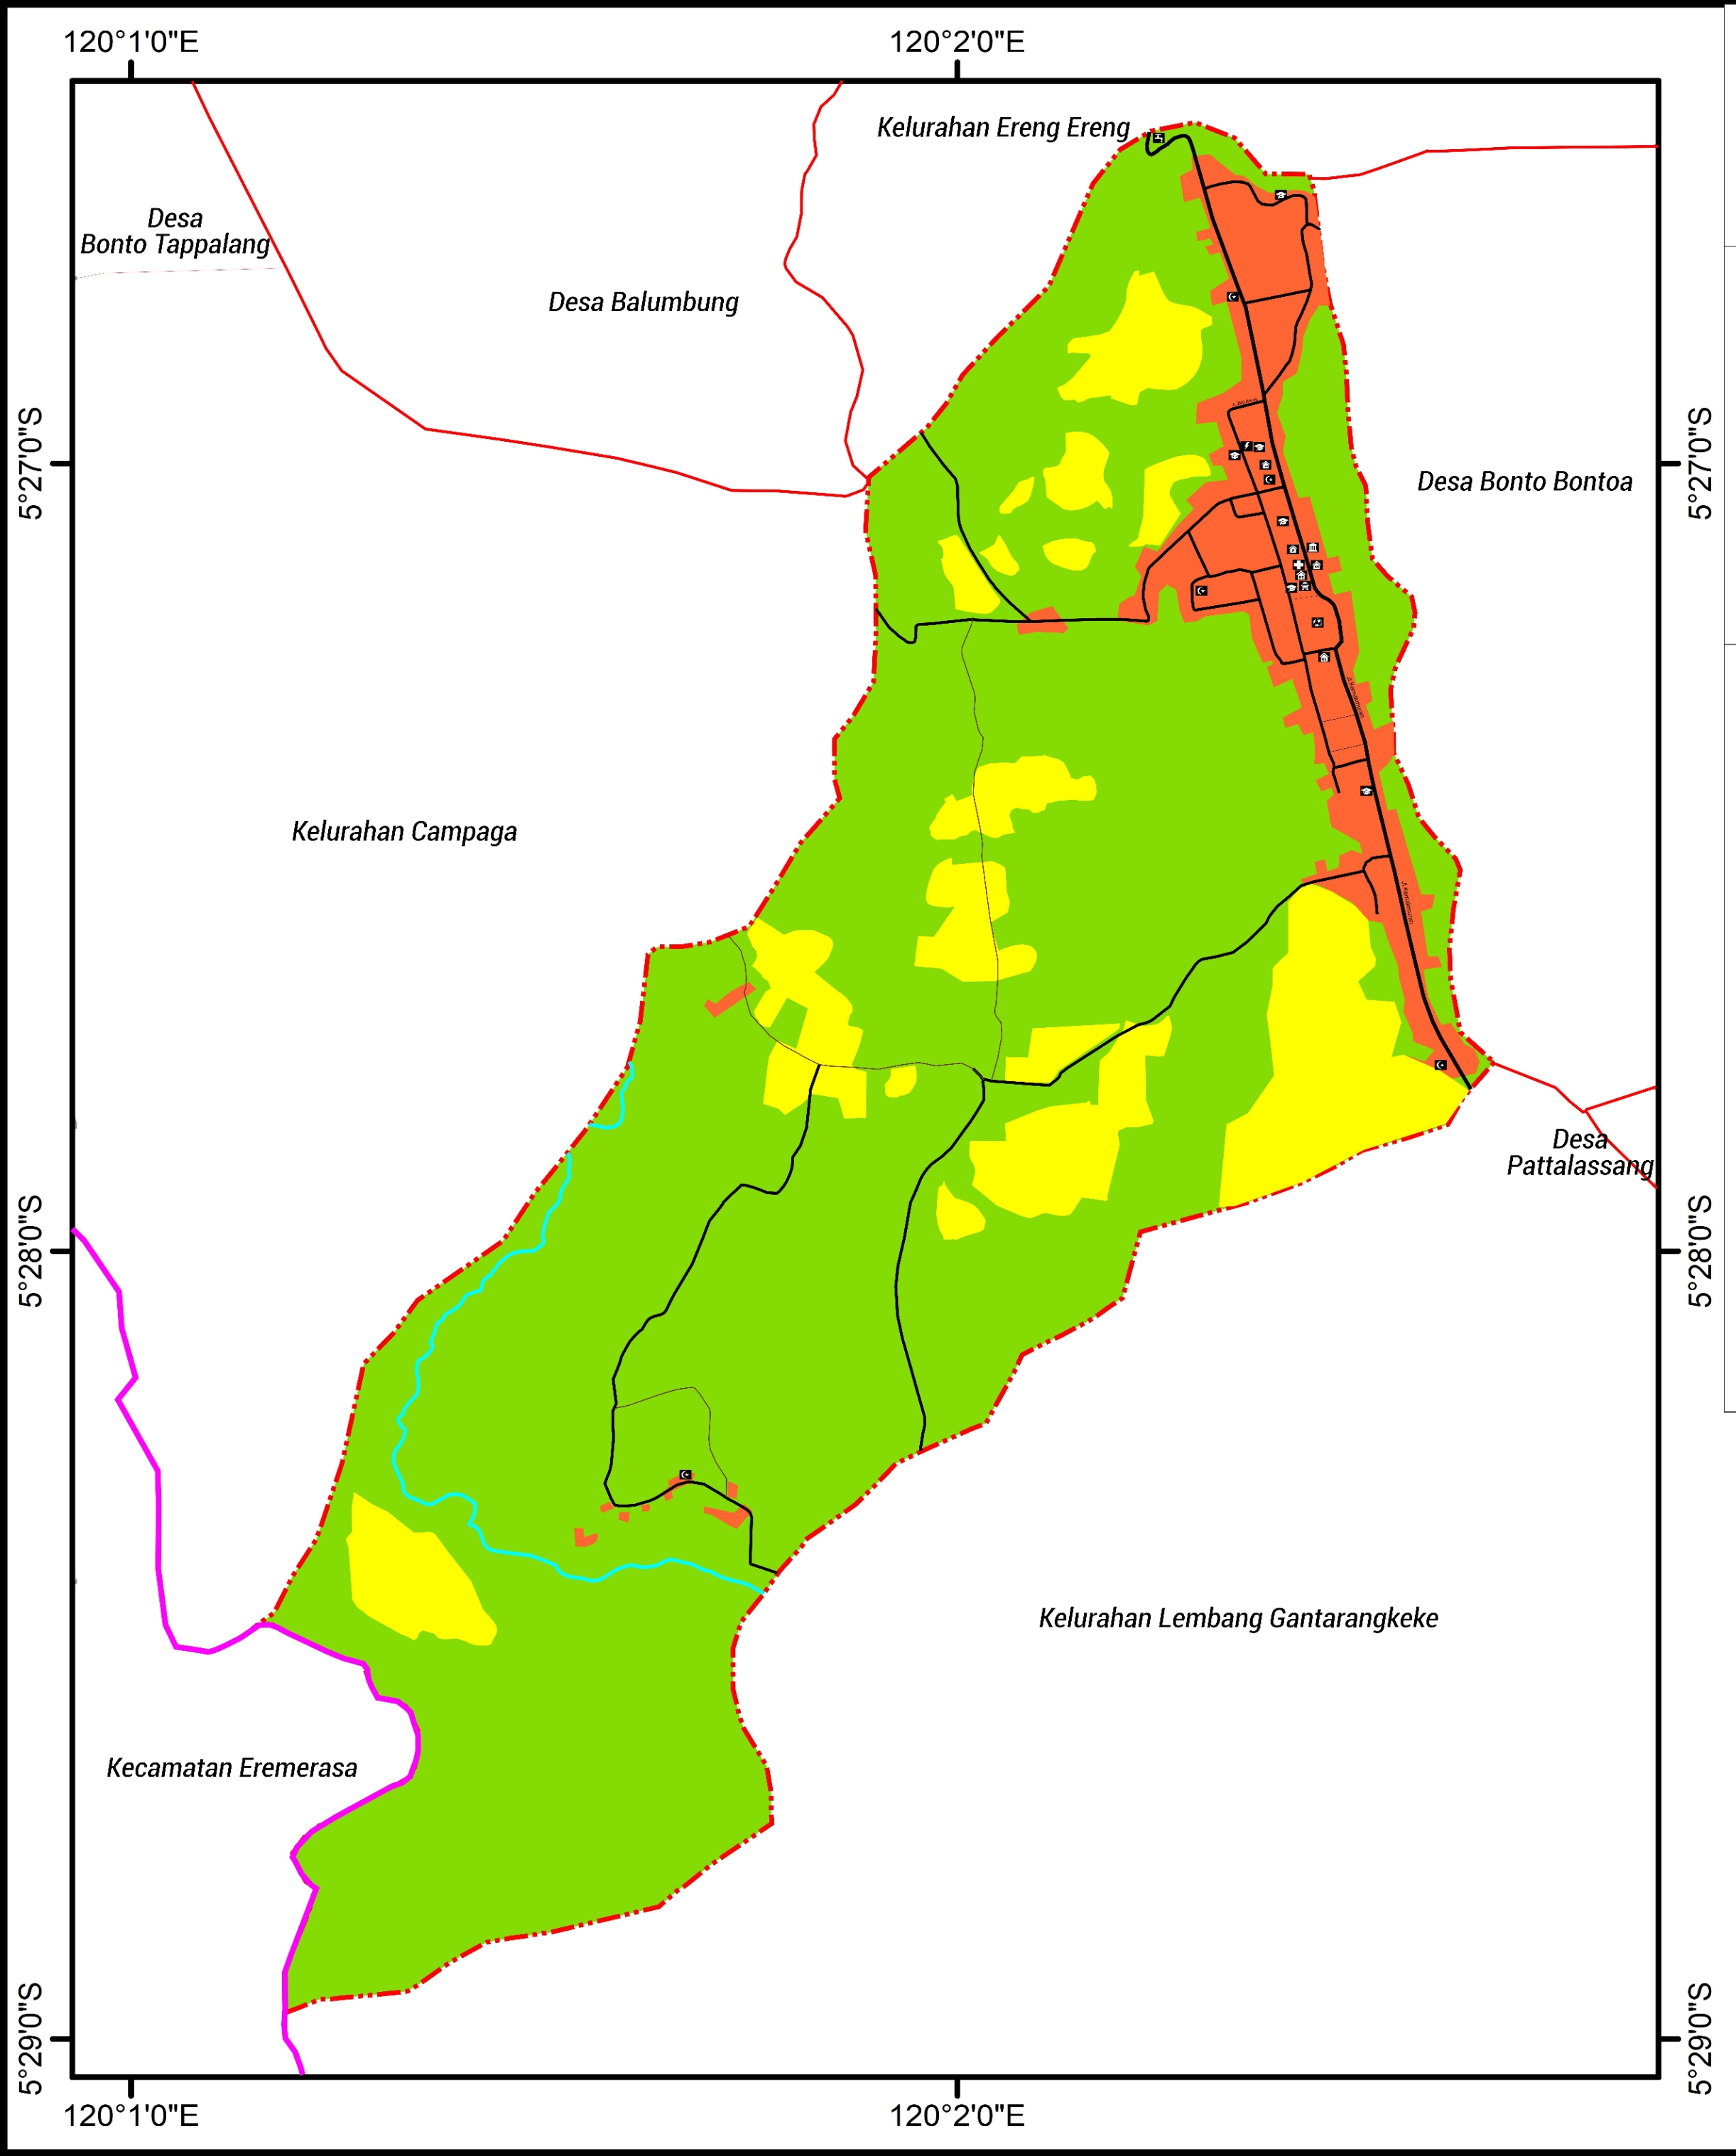 120°1'0"E
120°2'0"E
Kelurahan Ereng Ereng
Desa
Bonto Tappalang
Desa Balumbung
5°27'0"S
5°27'0"S
Desa Bonto Bontoa
Kelurahan Campaga
Desa
Pattalassang
5°28'0"S
5°28'0"S
Kelurahan Lembang Gantarangkeke
Kecamatan Eremerasa
5°29'0"S
5°29'0"S
120°1'0"E
120°2'0"E